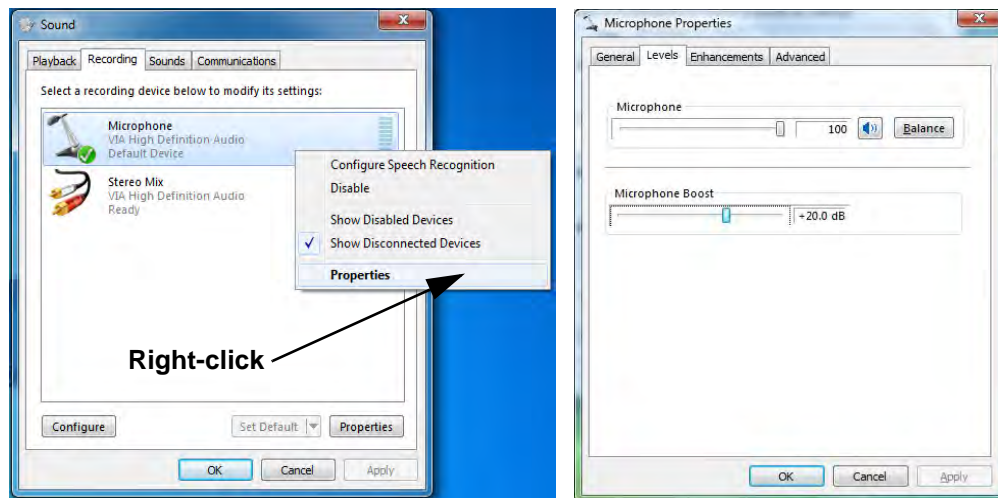 Sound
Playback Recording Sounds Communications
Select a recording device below to modify its settings:
Microphone
VIA High Definition Audio
Default Device
Stereo Mix
VIA High Definition Audio
Ready
Configure Speech Recognition
Disable
Show Disabled Devices
Show Disconnected Devices
Properties
Right-click
Configure Set Default Properties
OK Cancel Apply
Microphone Properties
General Levels Enhancements Advanced
Microphone
100 Balance
Microphone Boost
+20.0 dB
OK Cancel Apply